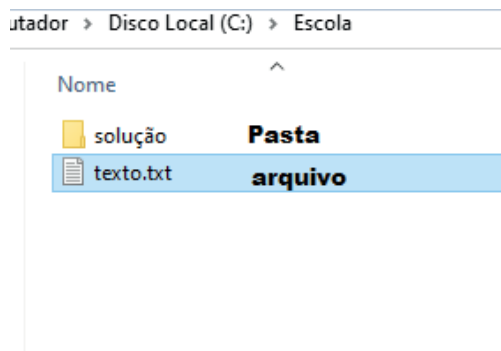 utador > Disco Local (C:) > Escola
Nome
solução Pasta
texto.txt arquivo